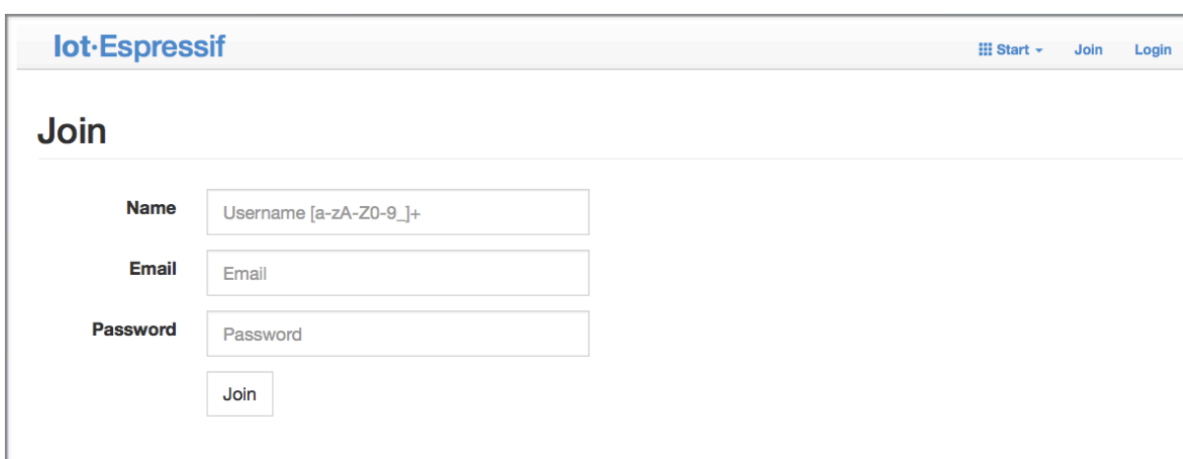 Iot·Espressif
Start Join Login
Join
Name Username [a-zA-Z0-9_]+
Email Email
Password Password
Join